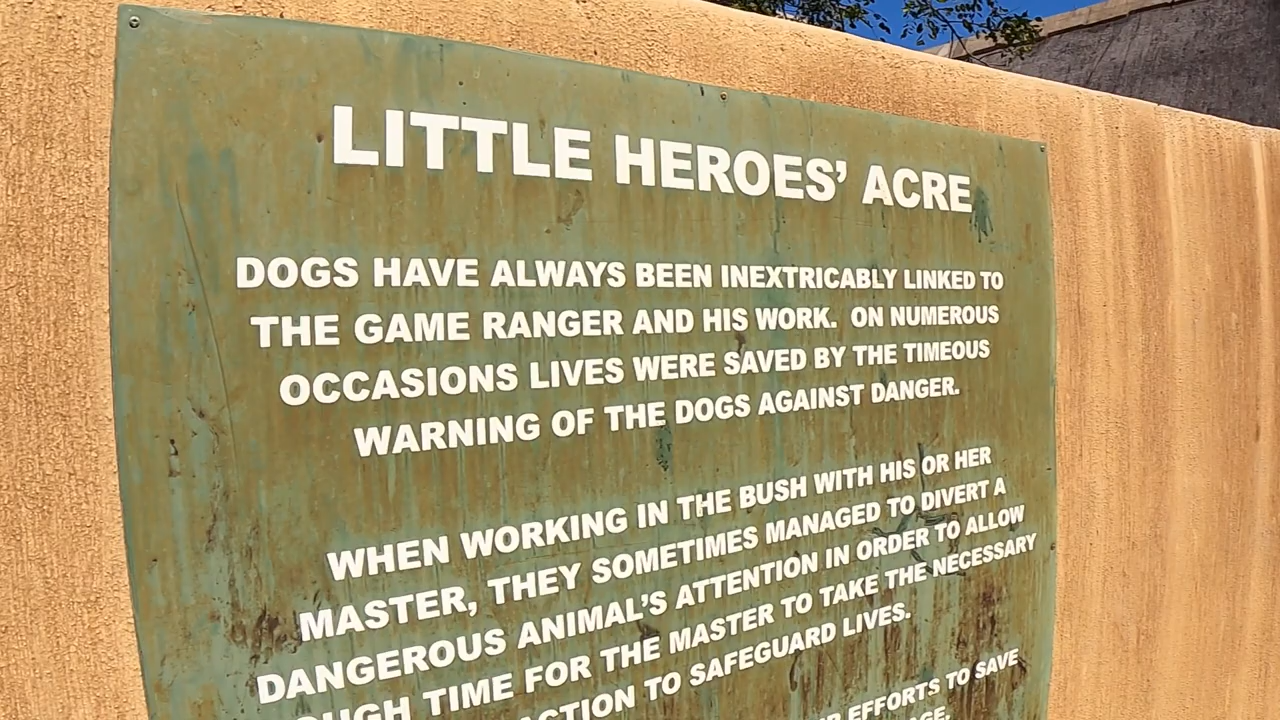 LITTLE HEROES’ ACRE
DOGS HAVE ALWAYS BEEN INEXTRICABLY LINKED TO
THE GAME RANGER AND HIS WORK. ON NUMEROUS
OCCASIONS LIVES WERE SAVED BY THE TIMEOUS
WARNING OF THE DOGS AGAINST DANGER.
WHEN WORKING IN THE BUSH WITH HIS OR HER
MASTER, THEY SOMETIMES MANAGED TO DIVERT A
DANGEROUS ANIMAL’S ATTENTION IN ORDER TO ALLOW
TIME FOR THE MASTER TO TAKE THE NECESSARY
ACTION TO SAFEGUARD LIVES.
EFFORTS TO SAVE